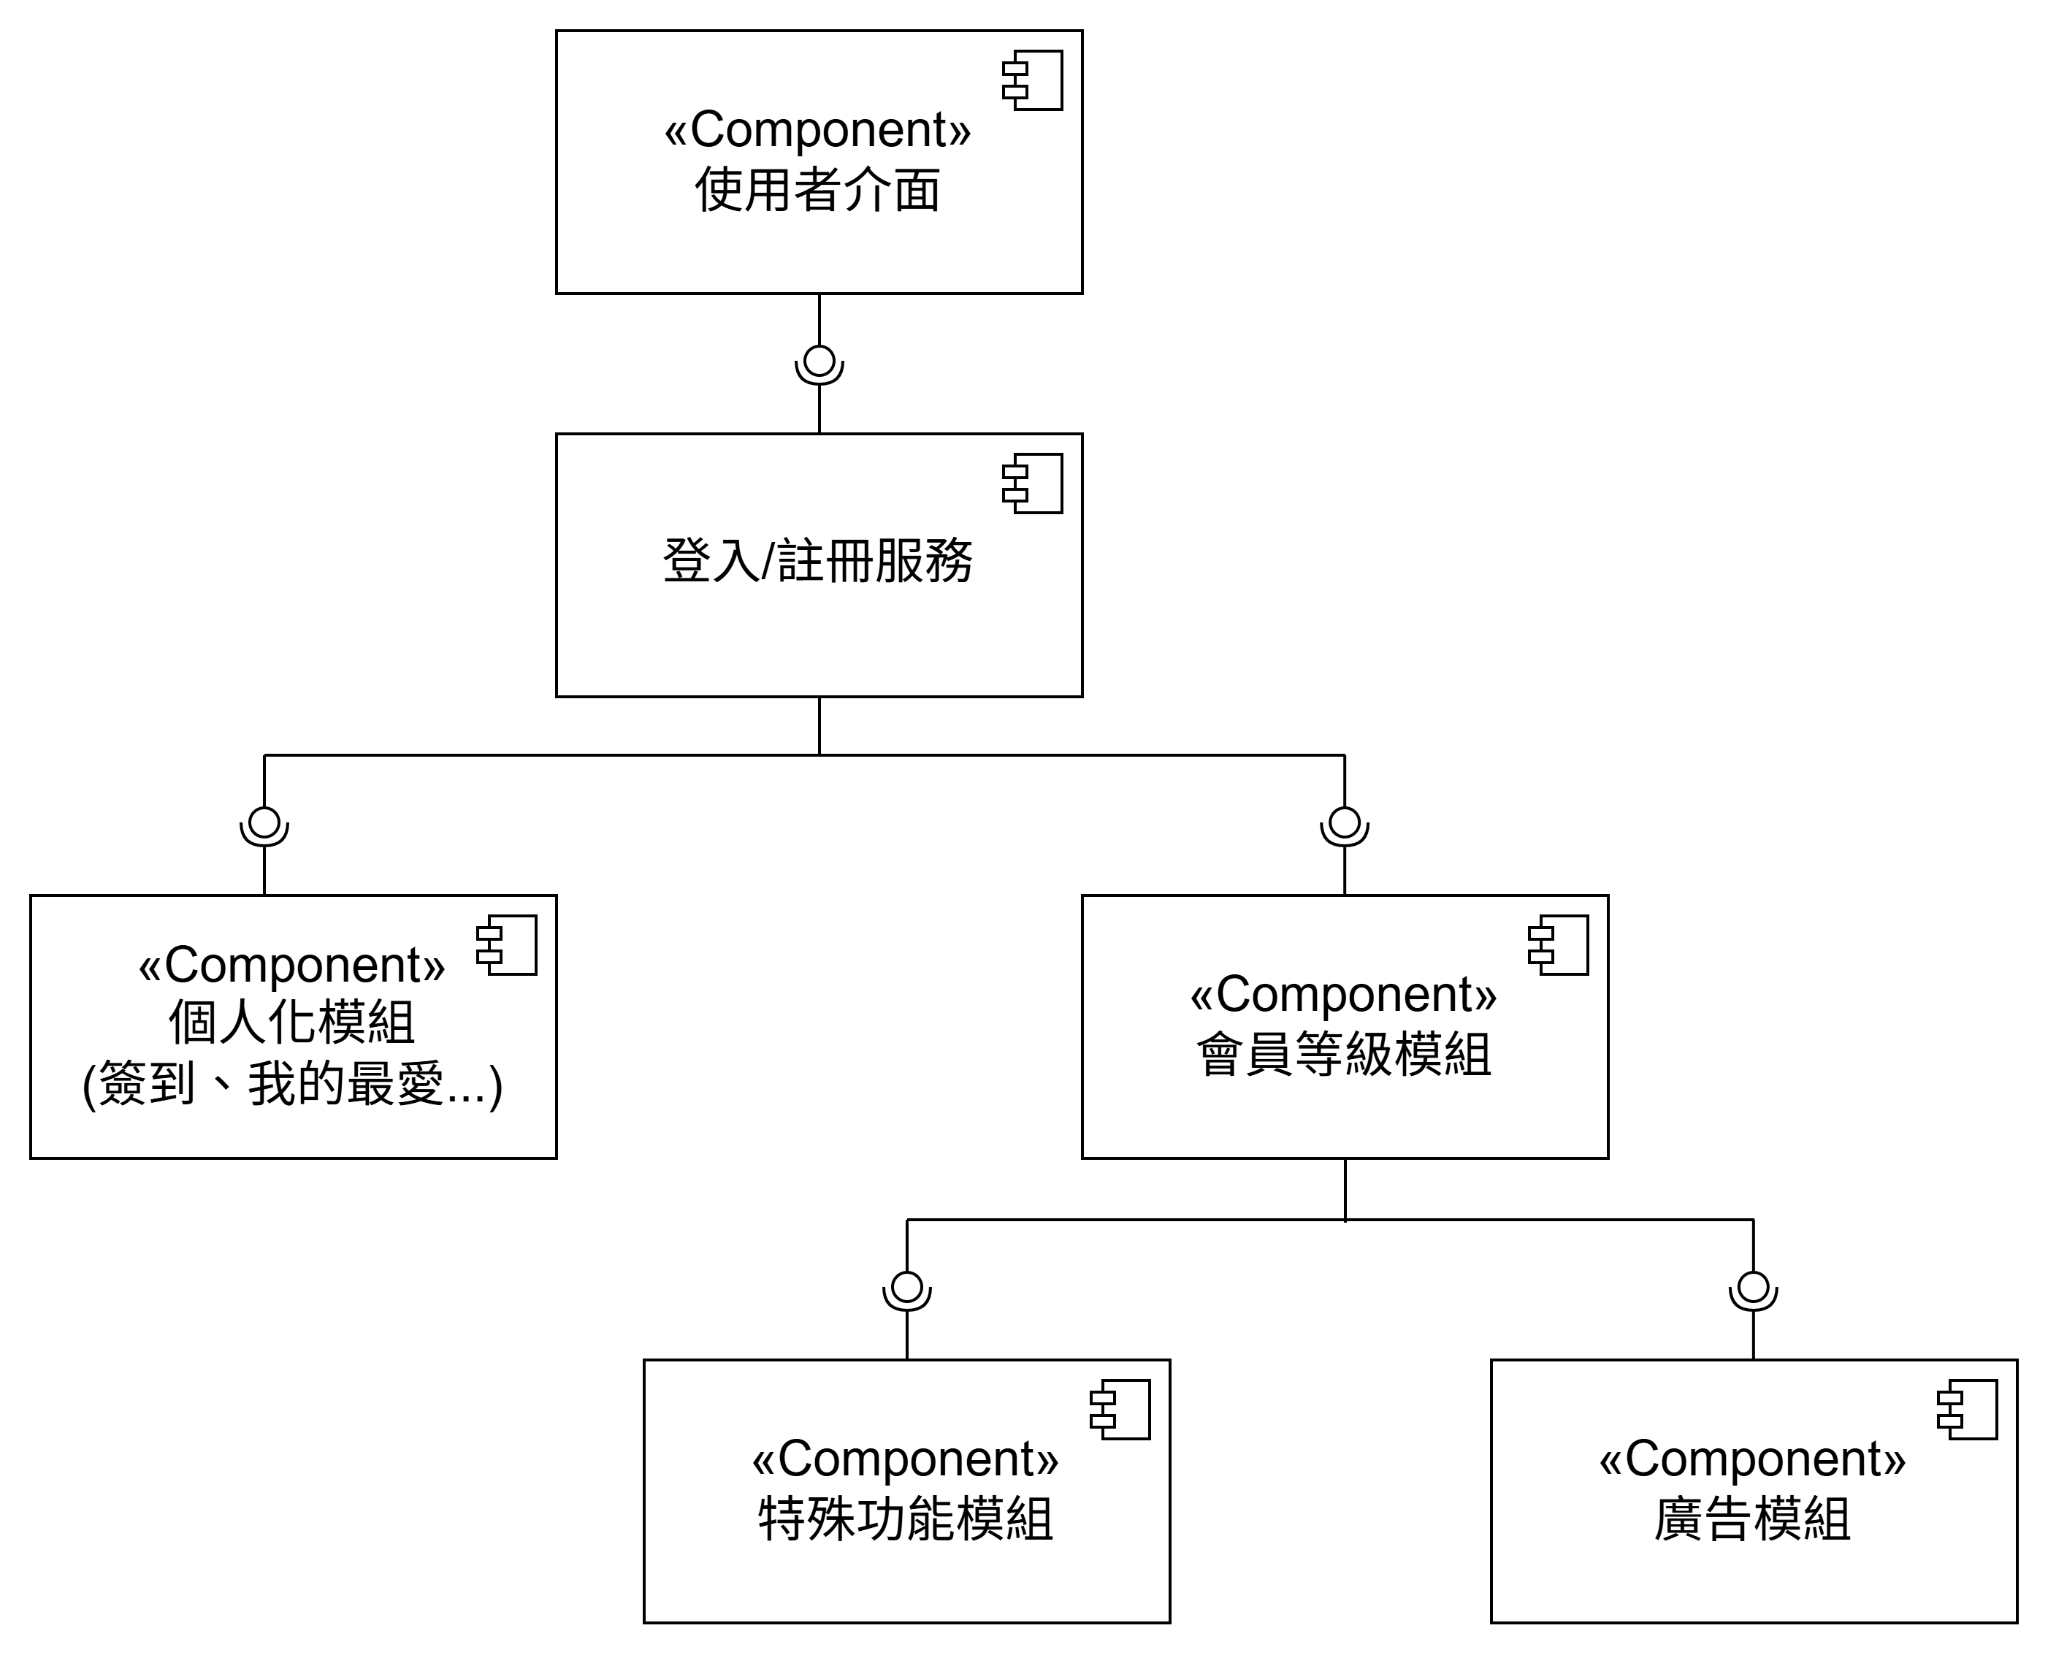 «Component»
使用者介面
登入/註冊服務
«Component»
個人化模組
(簽到、我的最愛...)
«Component»
會員等級模組
«Component»
特殊功能模組
«Component»
廣告模組